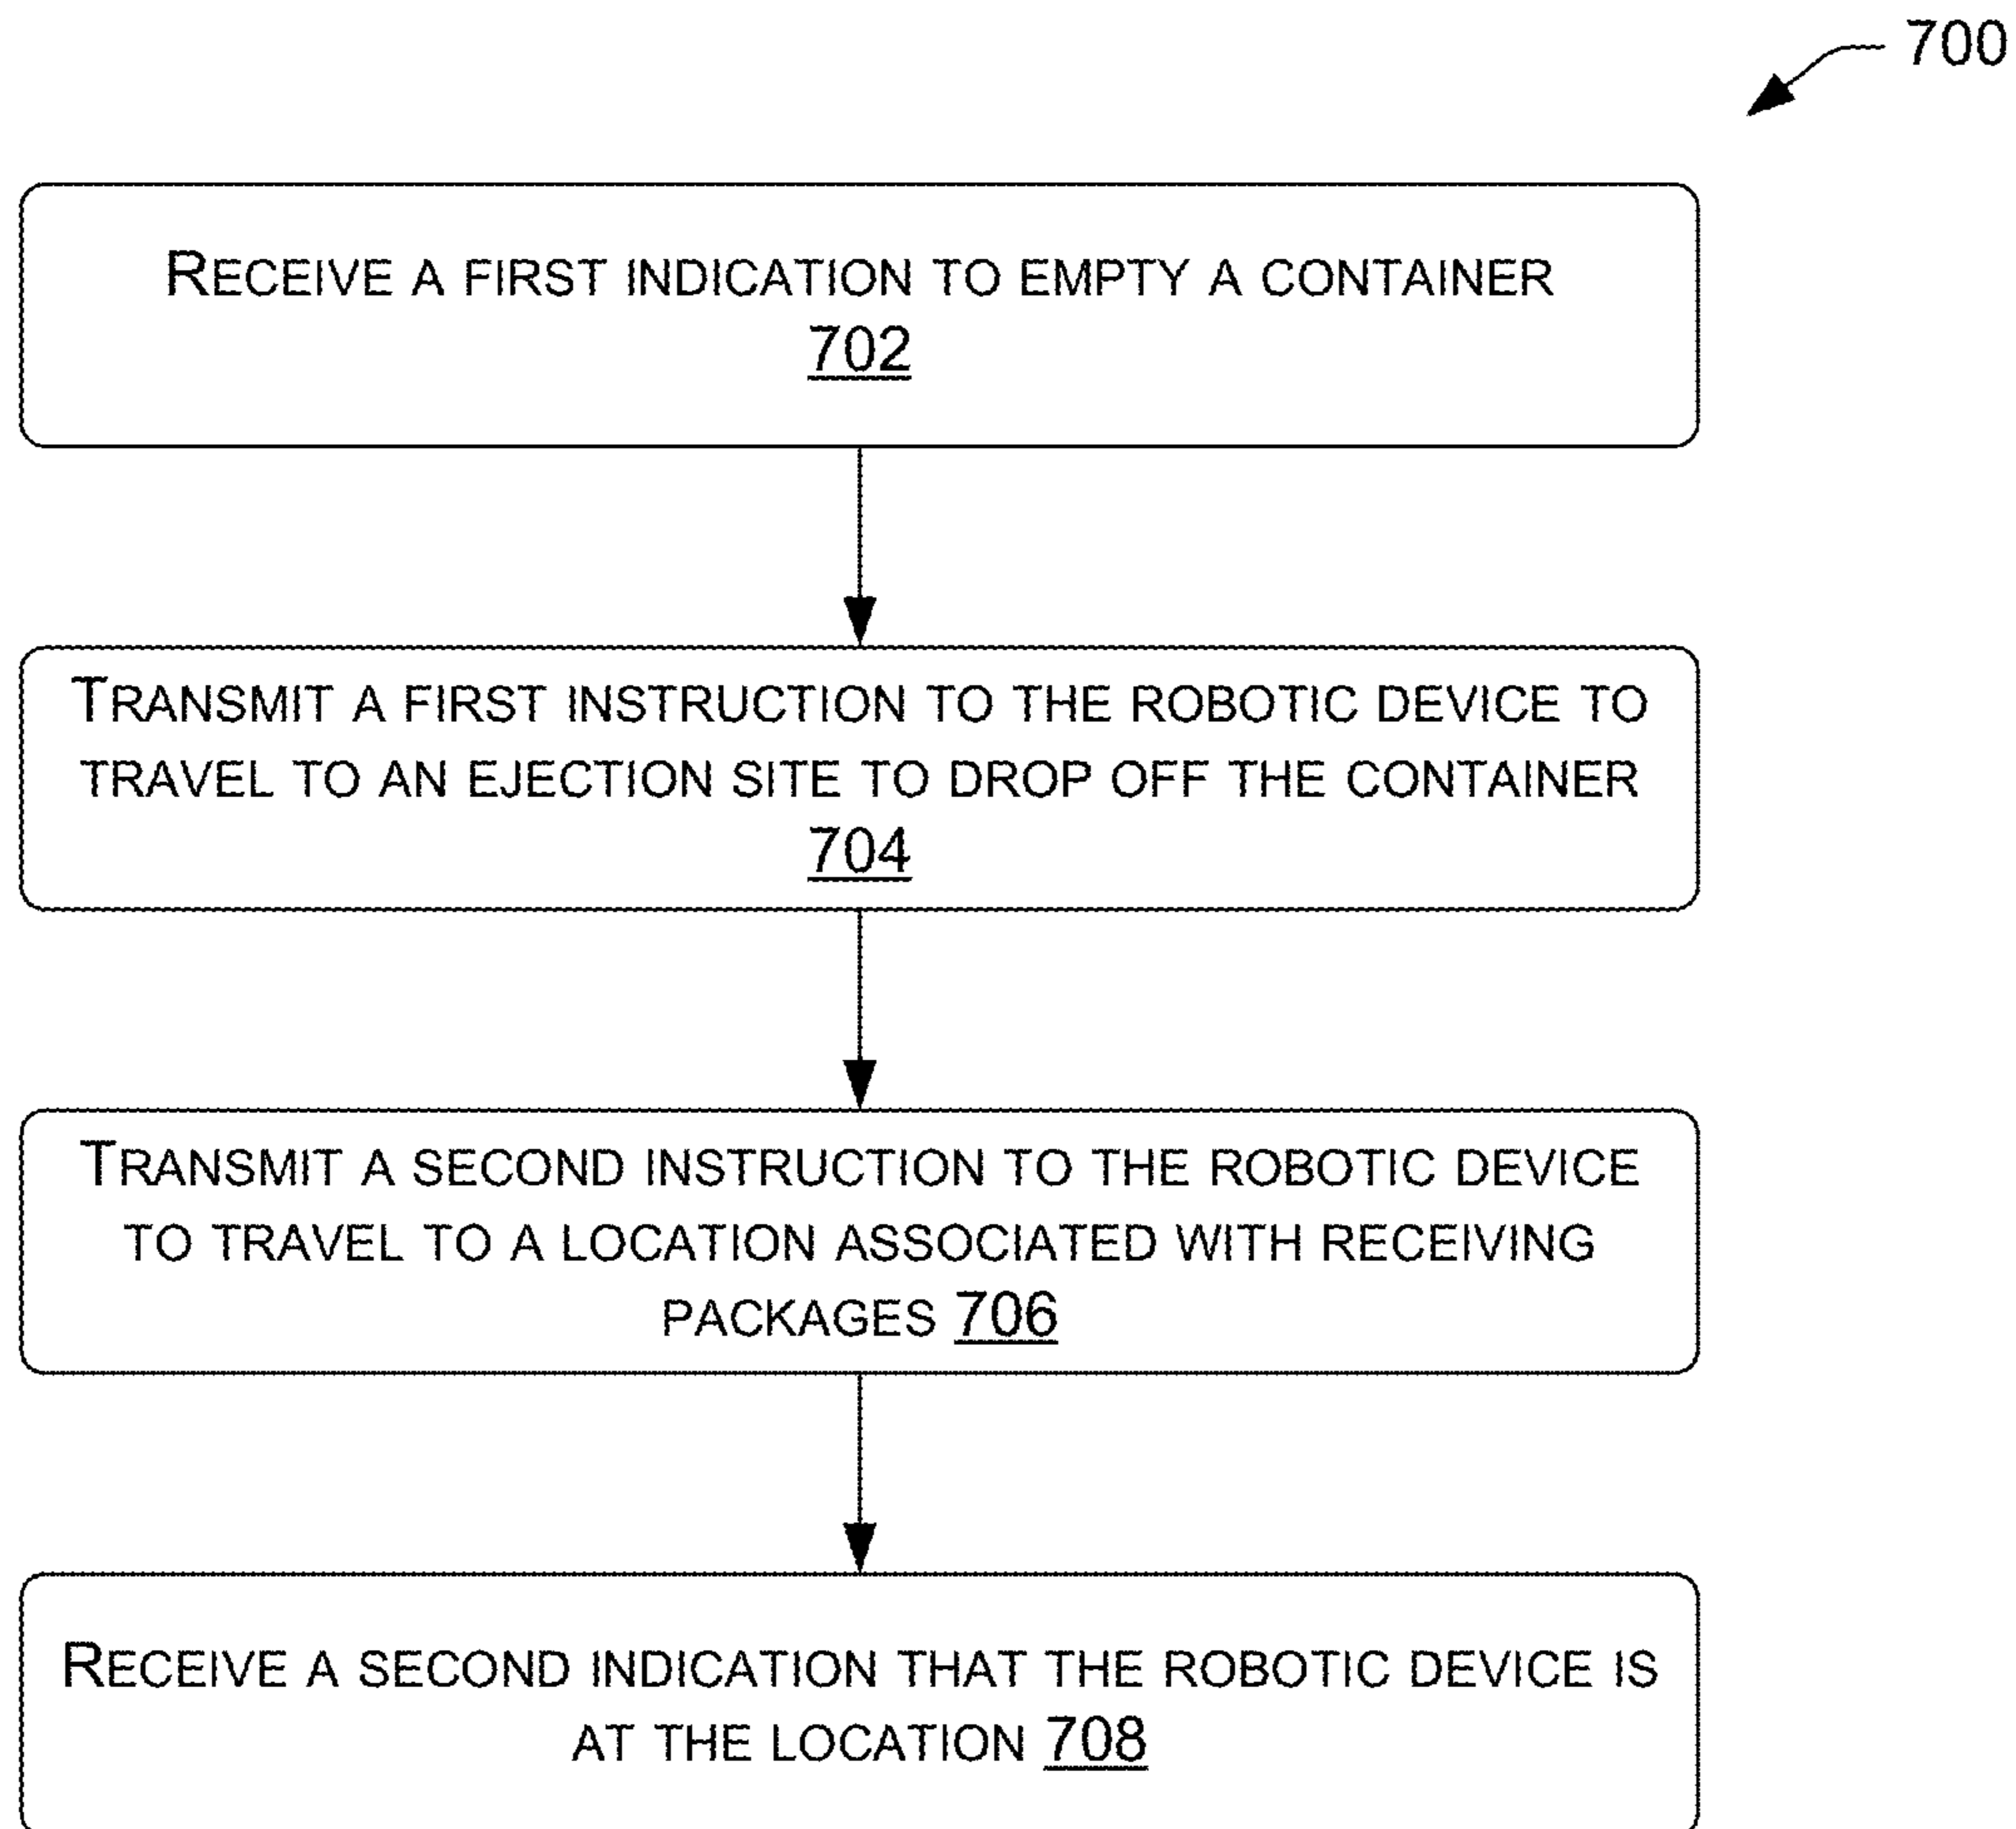 700
RECEIVE A FIRST INDICATION TO EMPTY A CONTAINER
702
TRANSMIT A FIRST INSTRUCTION TO THE ROBOTIC DEVICE TO
TRAVEL TO AN EJECTION SITE TO DROP OFF THE CONTAINER
704
TRANSMIT A SECOND INSTRUCTION TO THE ROBOTIC DEVICE
TO TRAVEL TO A LOCATION ASSOCIATED WITH RECEIVING
PACKAGES 706
RECEIVE A SECOND INDICATION THAT THE ROBOTIC DEVICE IS
AT THE LOCATION 708